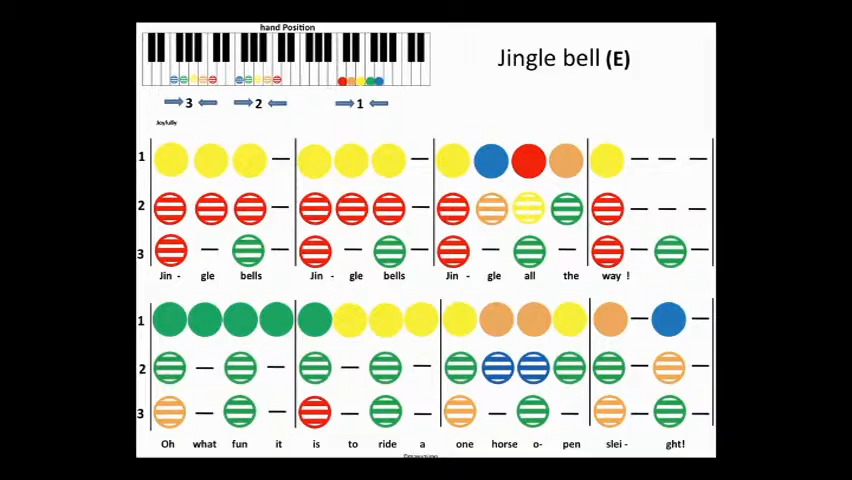 hand Position
Jingle bell (E)
3 2 1
Joyfully
1
2
3
Jin - gle bells Jin - gle bells Jin - gle all the way !
1
2
3
Oh what fun it is to ride a one horse o- pen slei - ght!